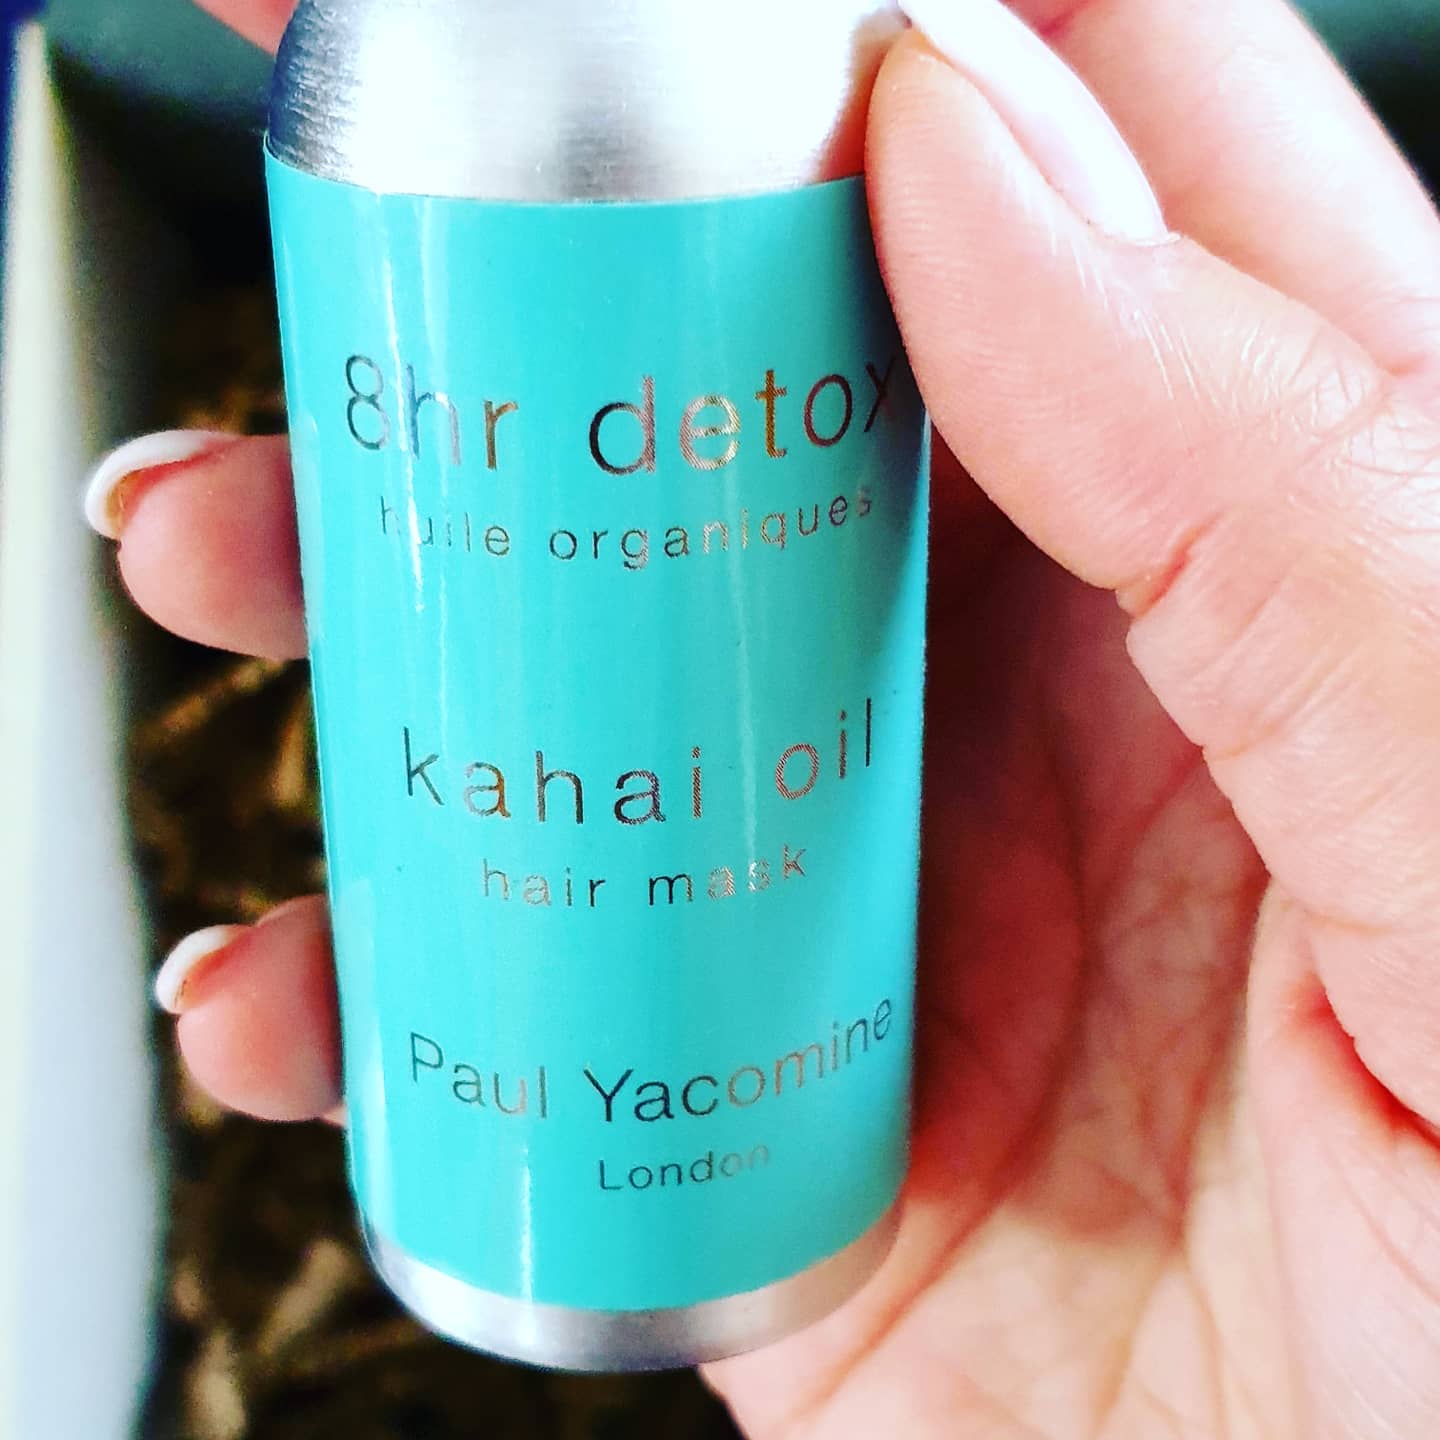 8hr detox
huile organiques
kahai oil
hair mask
Paul Yacomine
London